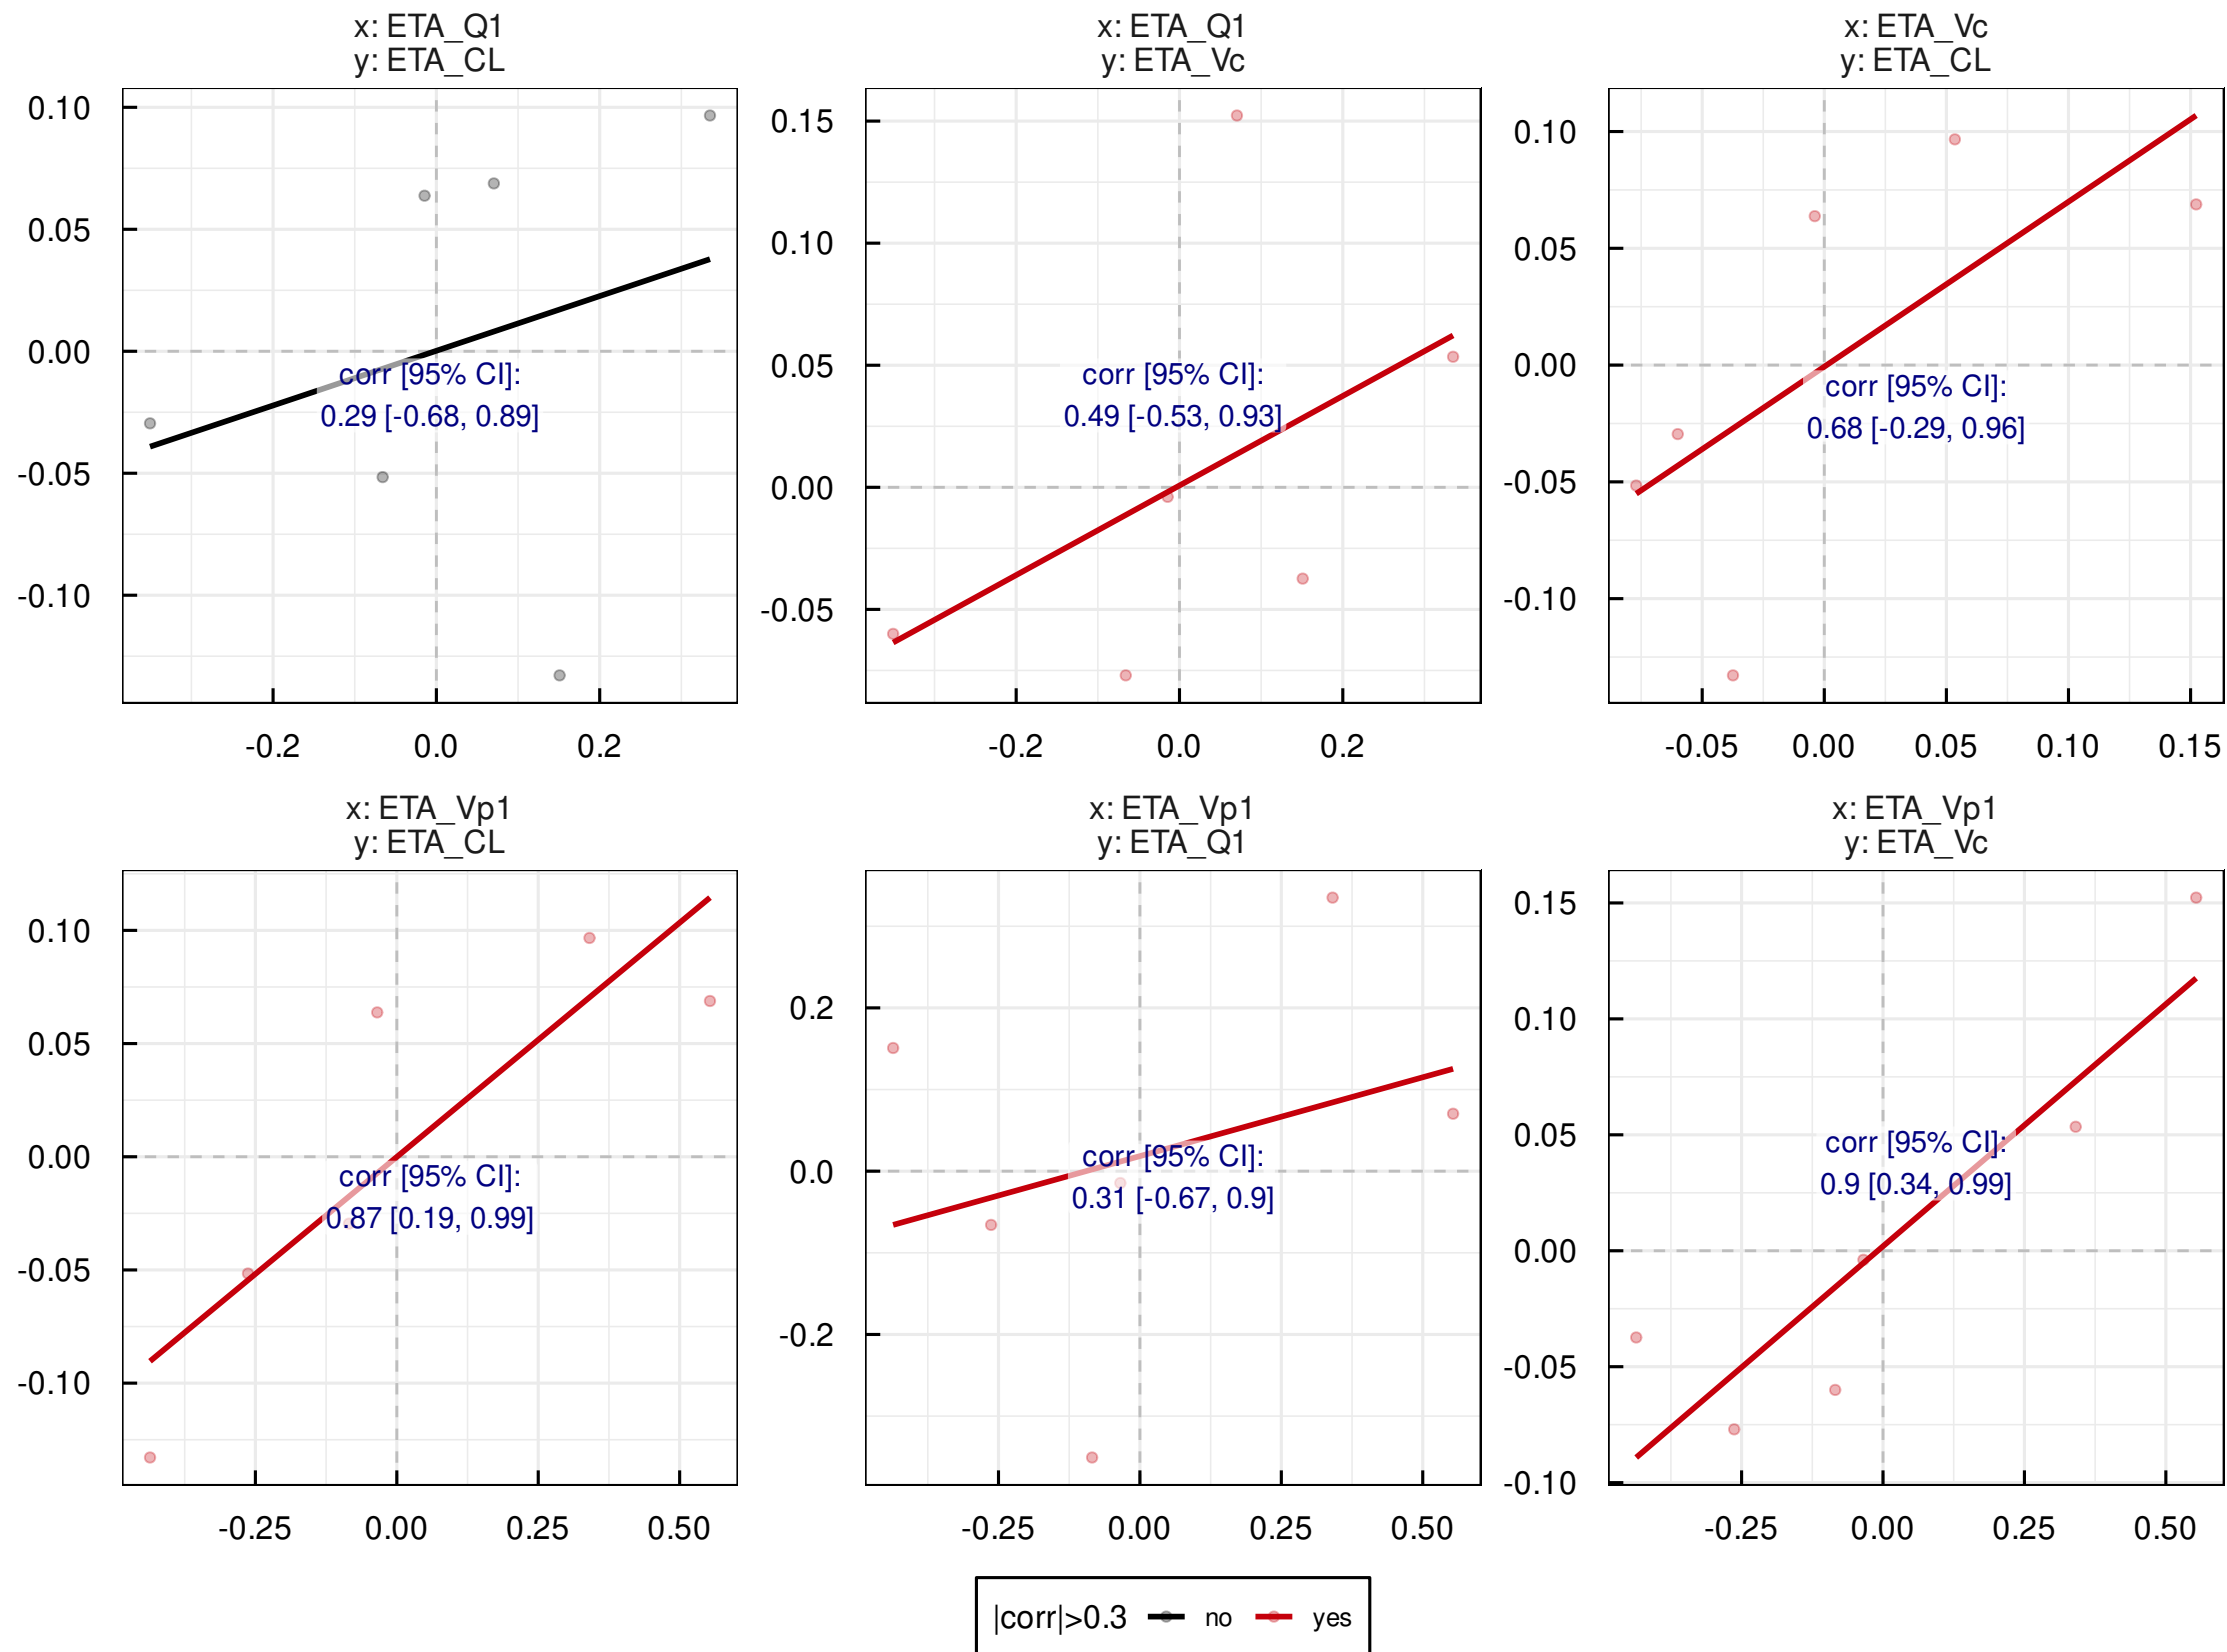 x: ETA_Q1
y: ETA_CL
x: ETA_Q1
y: ETA_Vc
x: ETA_Vc
y: ETA_CL
0.10
0.05
0.00
-0.05
-0.10
corr [95% CI]:
0.29 [-0.68, 0.89]
-0.2 0.0 0.2
0.15
0.10
0.05
0.00
-0.05
corr [95% CI]:
0.49 [-0.53, 0.93]
-0.2 0.0 0.2
0.10
0.05
0.00
-0.05
-0.10
corr [95% CI]:
0.68 [-0.29, 0.96]
-0.05 0.00 0.05 0.10 0.15
x: ETA_Vp1
y: ETA_CL
x: ETA_Vp1
y: ETA_Q1
x: ETA_Vp1
y: ETA_Vc
0.10
0.05
0.00
-0.05
-0.10
corr [95% CI]:
0.87 [0.19, 0.99]
-0.25 0.00 0.25 0.50
0.2
0.0
-0.2
corr [95% CI]:
0.31 [-0.67, 0.9]
-0.25 0.00 0.25 0.50
0.15
0.10
0.05
0.00
-0.05
-0.10
corr [95% CI]:
0.9 [0.34, 0.99]
-0.25 0.00 0.25 0.50
|corr|>0.3 no yes